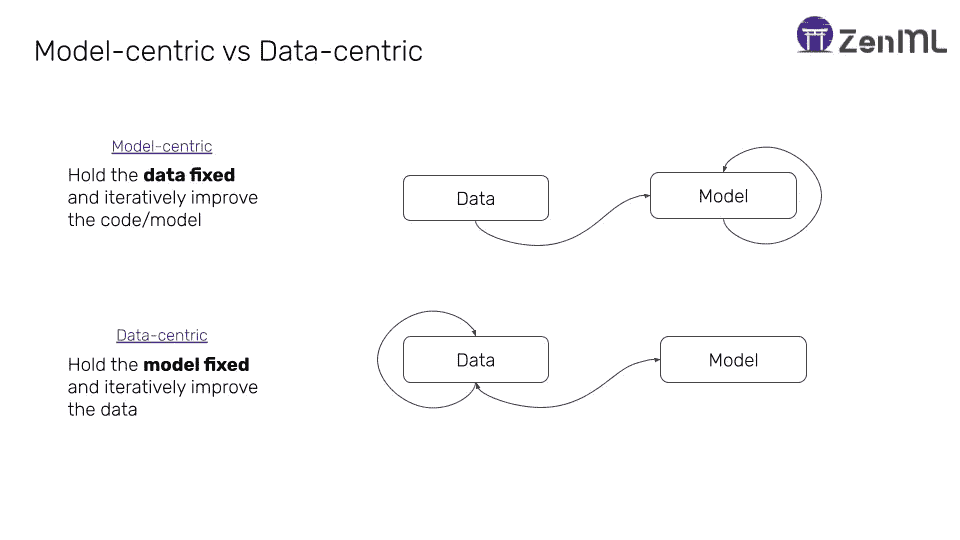 Model-centric vs Data-centric
ZenML
Model-centric
Hold the data fixed
and iteratively improve
the code/model
Data
Model
Data-centric
Hold the model fixed
and iteratively improve
the data
Data
Model